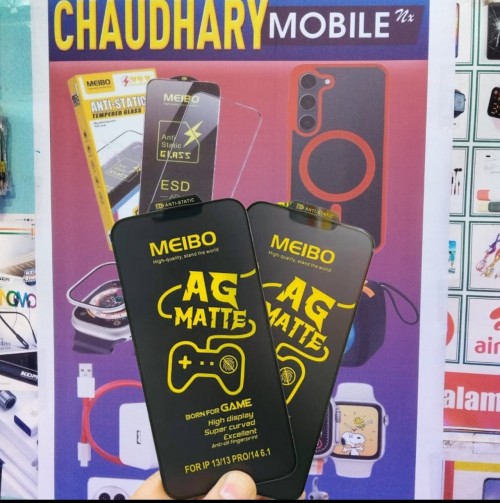 CHAUDHARY MOBILE Nx
MEIBO
ANTI-STATIC
TEMPERED GLASS
MEIBO
Anti
Static
GLASS
ESD
ANTI-STATIC
MEIBO
High-quality, stand the world
AG
MATTE
BORN FOR GAME
High display
Super curved
Excellent
Anti-oil fingerprint
FOR IP 13/13 PRO/14 6.1
ANTI-STATIC
MEIBO
High-quality, stand the world
AG
MATTE
air
alam